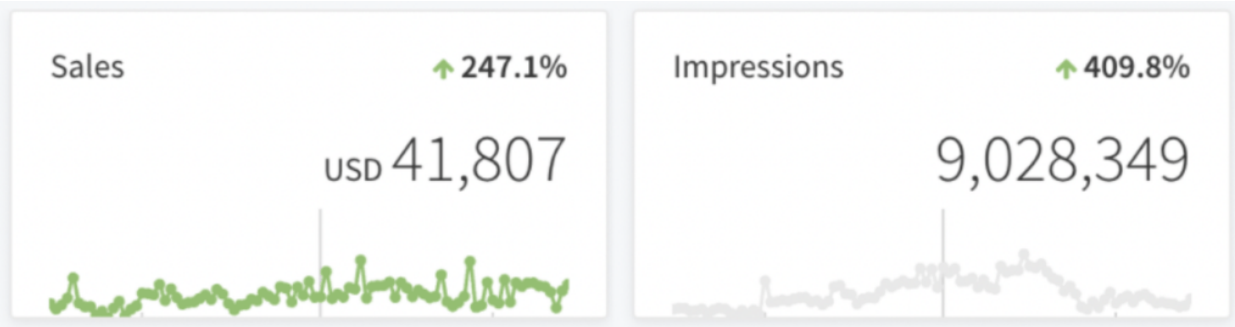 Sales
↑ 247.1%
USD 41,807
Impressions
↑ 409.8%
9,028,349